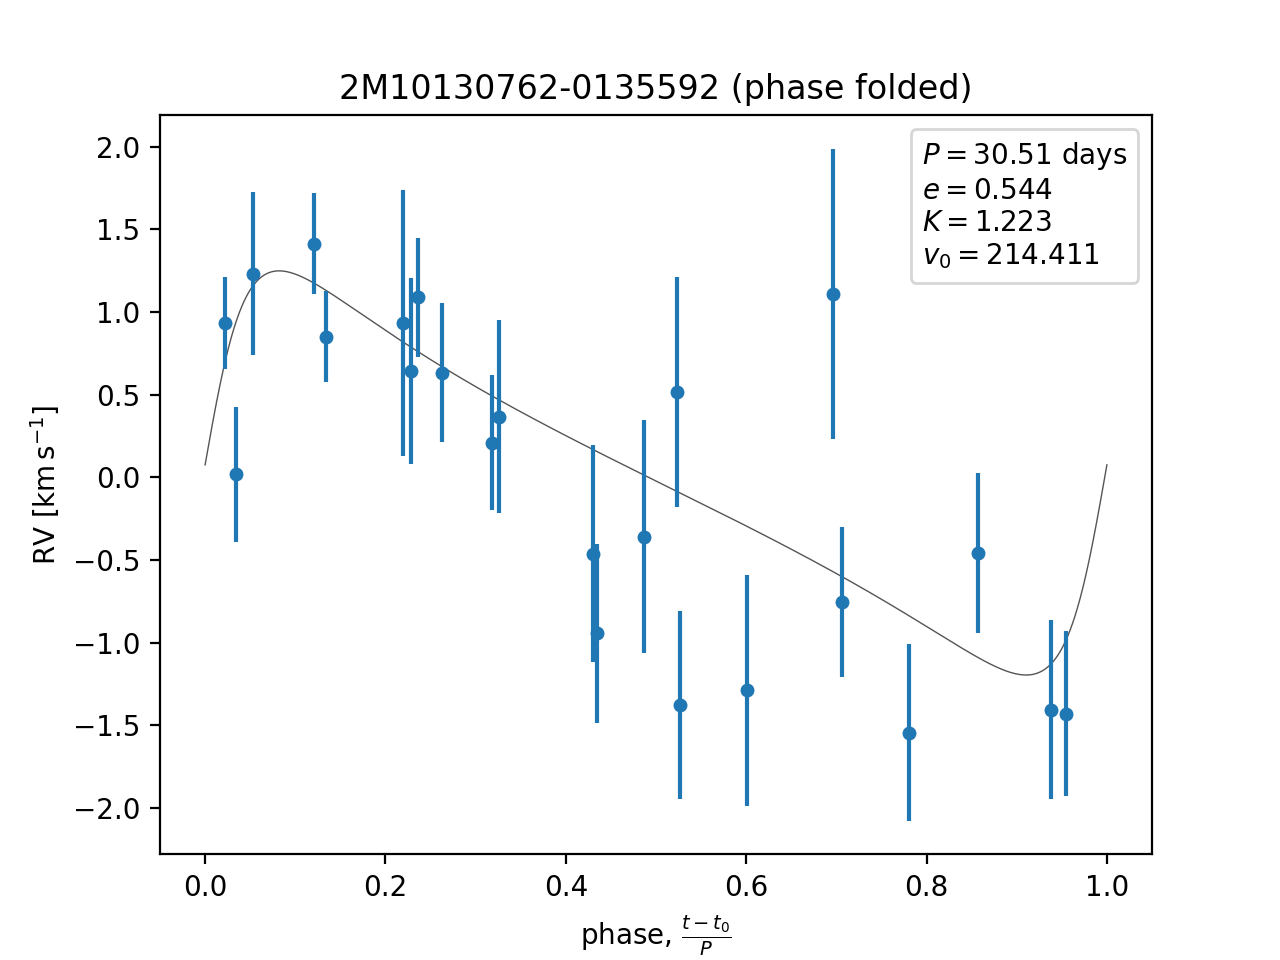 2M10130762-0135592 (phase folded)
P = 30.51 days
e = 0.544
K = 1.223
v₀ = 214.411
2.0
1.5
1.0
0.5
0.0
−0.5
−1.0
−1.5
−2.0
RV [km s⁻¹]
0.0 0.2 0.4 0.6 0.8 1.0
phase, (t − t₀)/P